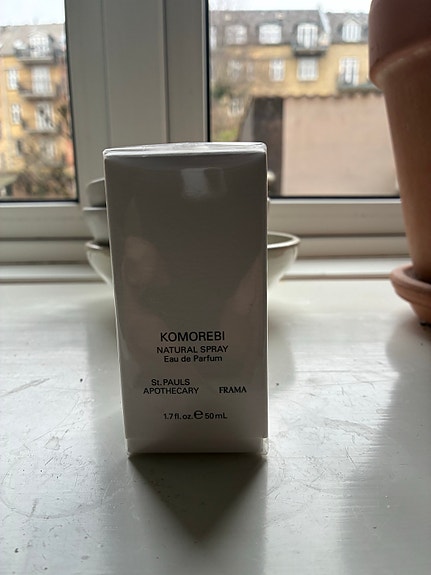 KOMOREBI
NATURAL SPRAY
Eau de Parfum
St. PAULS
APOTHECARY FRAMA
1.7 fl. oz. ℮ 50 mL